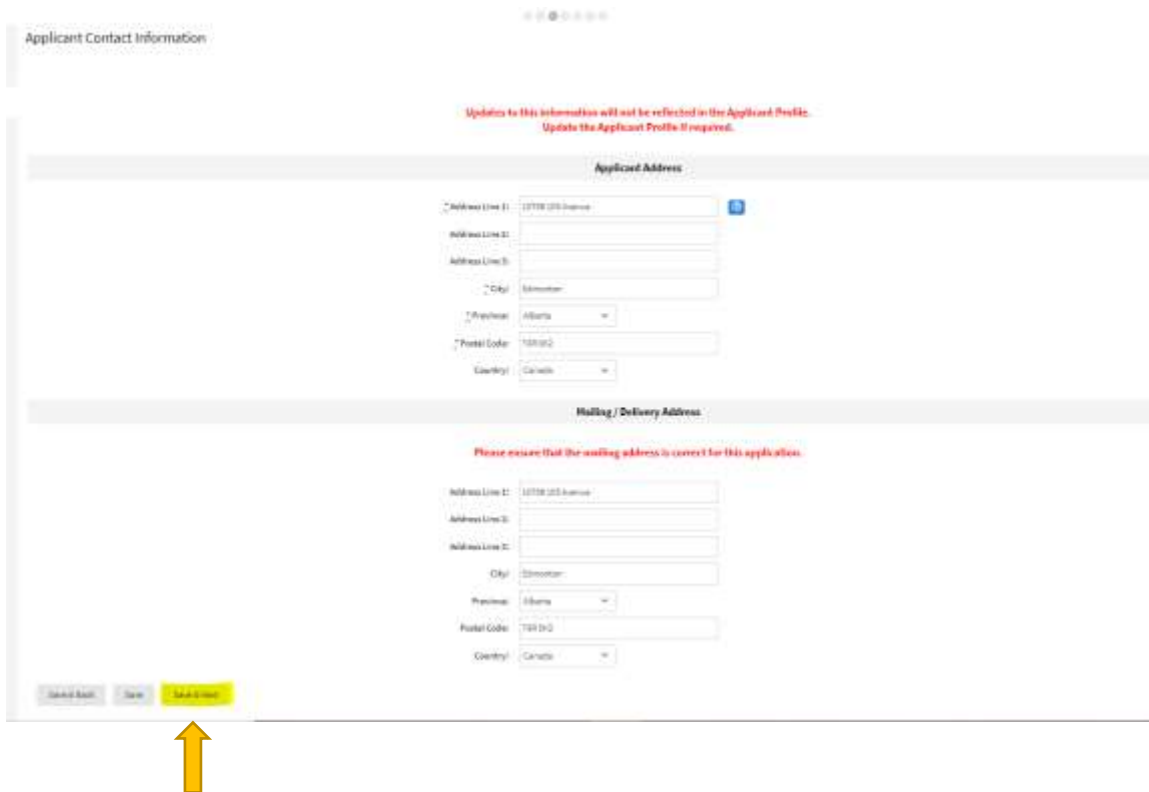 Applicant Contact Information
Updates to this information will not be reflected in the Applicant Profile.
Update the Applicant Profile if required.
Applicant Address
* Address Line 1: Avenue
Address Line 2:
Address Line 3:
* City: Edmonton
* Province: Alberta
* Postal Code:
Country: Canada
Mailing / Delivery Address
Please ensure that the mailing address is correct for this application.
Address Line 1: Avenue
Address Line 2:
Address Line 3:
City: Edmonton
Province: Alberta
Postal Code:
Country: Canada
Save & Back Save Save & Next